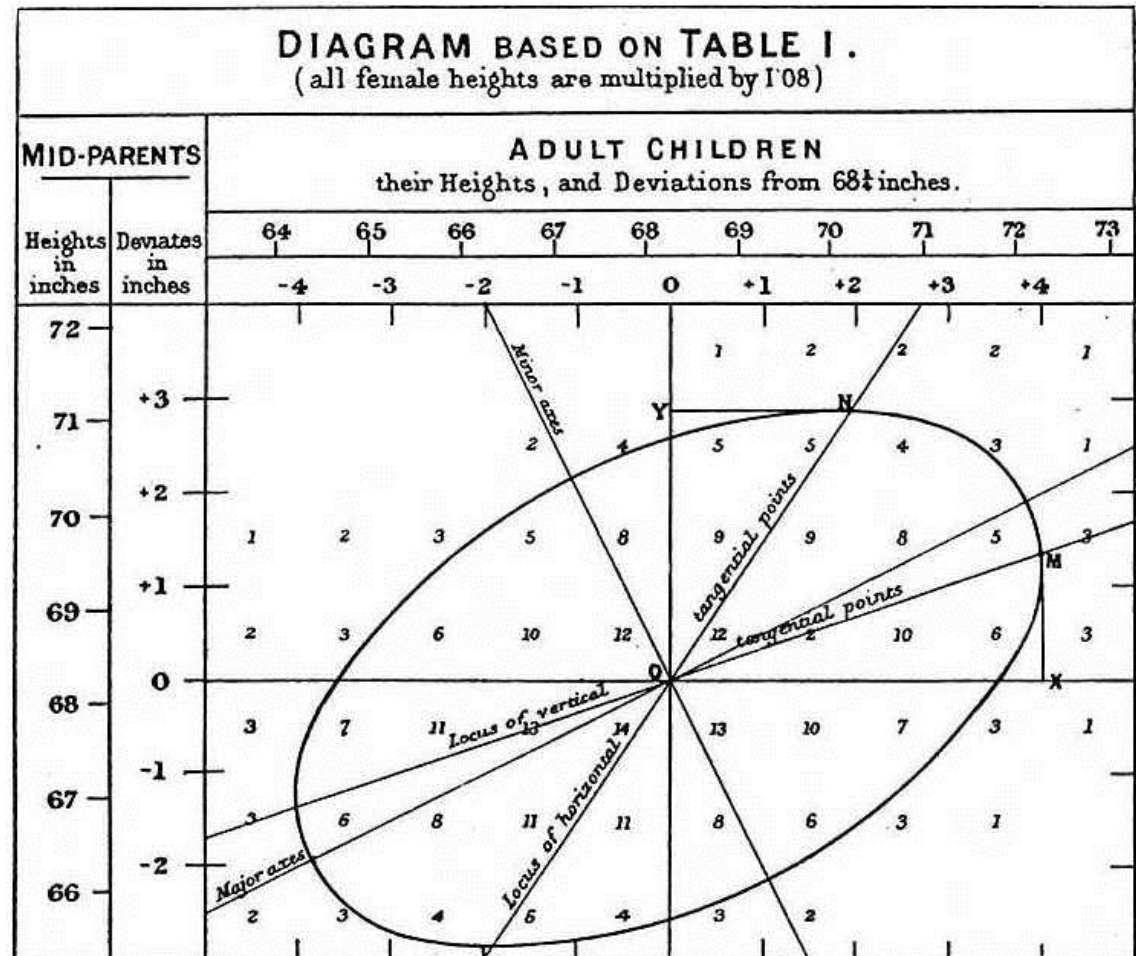 DIAGRAM BASED ON TABLE I.
(all female heights are multiplied by 1·08)
MID-PARENTS
ADULT CHILDREN
their Heights, and Deviations from 68¼ inches.
Heights in inches
Deviates in inches
64 65 66 67 68 69 70 71 72 73
-4 -3 -2 -1 0 +1 +2 +3 +4
72
1 2 2 2 1
Minor axes
+3
Y N
71
2 4 5 5 4 3 1
+2
tangential points
70
1 2 3 5 8 9 9 8 5 3
M
+1
tangential points
69
2 3 6 10 12 12 2 10 6 3
0
O X
68
Locus of vertical
3 7 11 13 14 13 10 7 3 1
-1
67
Locus of horizontal
3 6 8 11 11 8 6 3 1
-2
Major axes
66
2 3 4 6 4 3 2